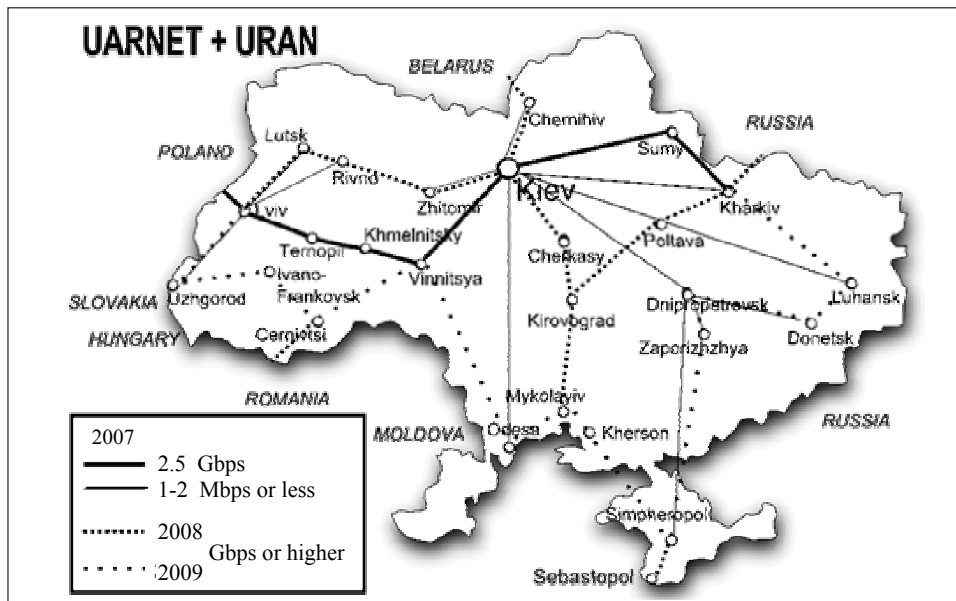 UARNET + URAN
BELARUS
Chernihiv
RUSSIA
Lutsk
Sumy
POLAND
Rivno
Kiev
Kharkiv
Zhitomir
Lviv
Poltava
Khmelnitsky
Ternopil
Cherkasy
Vinnitsya
Ivano-
Frankovsk
SLOVAKIA
Uzhgorod
Luhansk
Dnipropetrovsk
Kirovograd
HUNGARY
Cernivtsi
Donetsk
Zaporizhzhya
ROMANIA
Mykolayiv
RUSSIA
MOLDOVA
Odesa
Kherson
2007
2.5 Gbps
1-2 Mbps or less
2008
Gbps or higher
2009
Simpheropol
Sebastopol